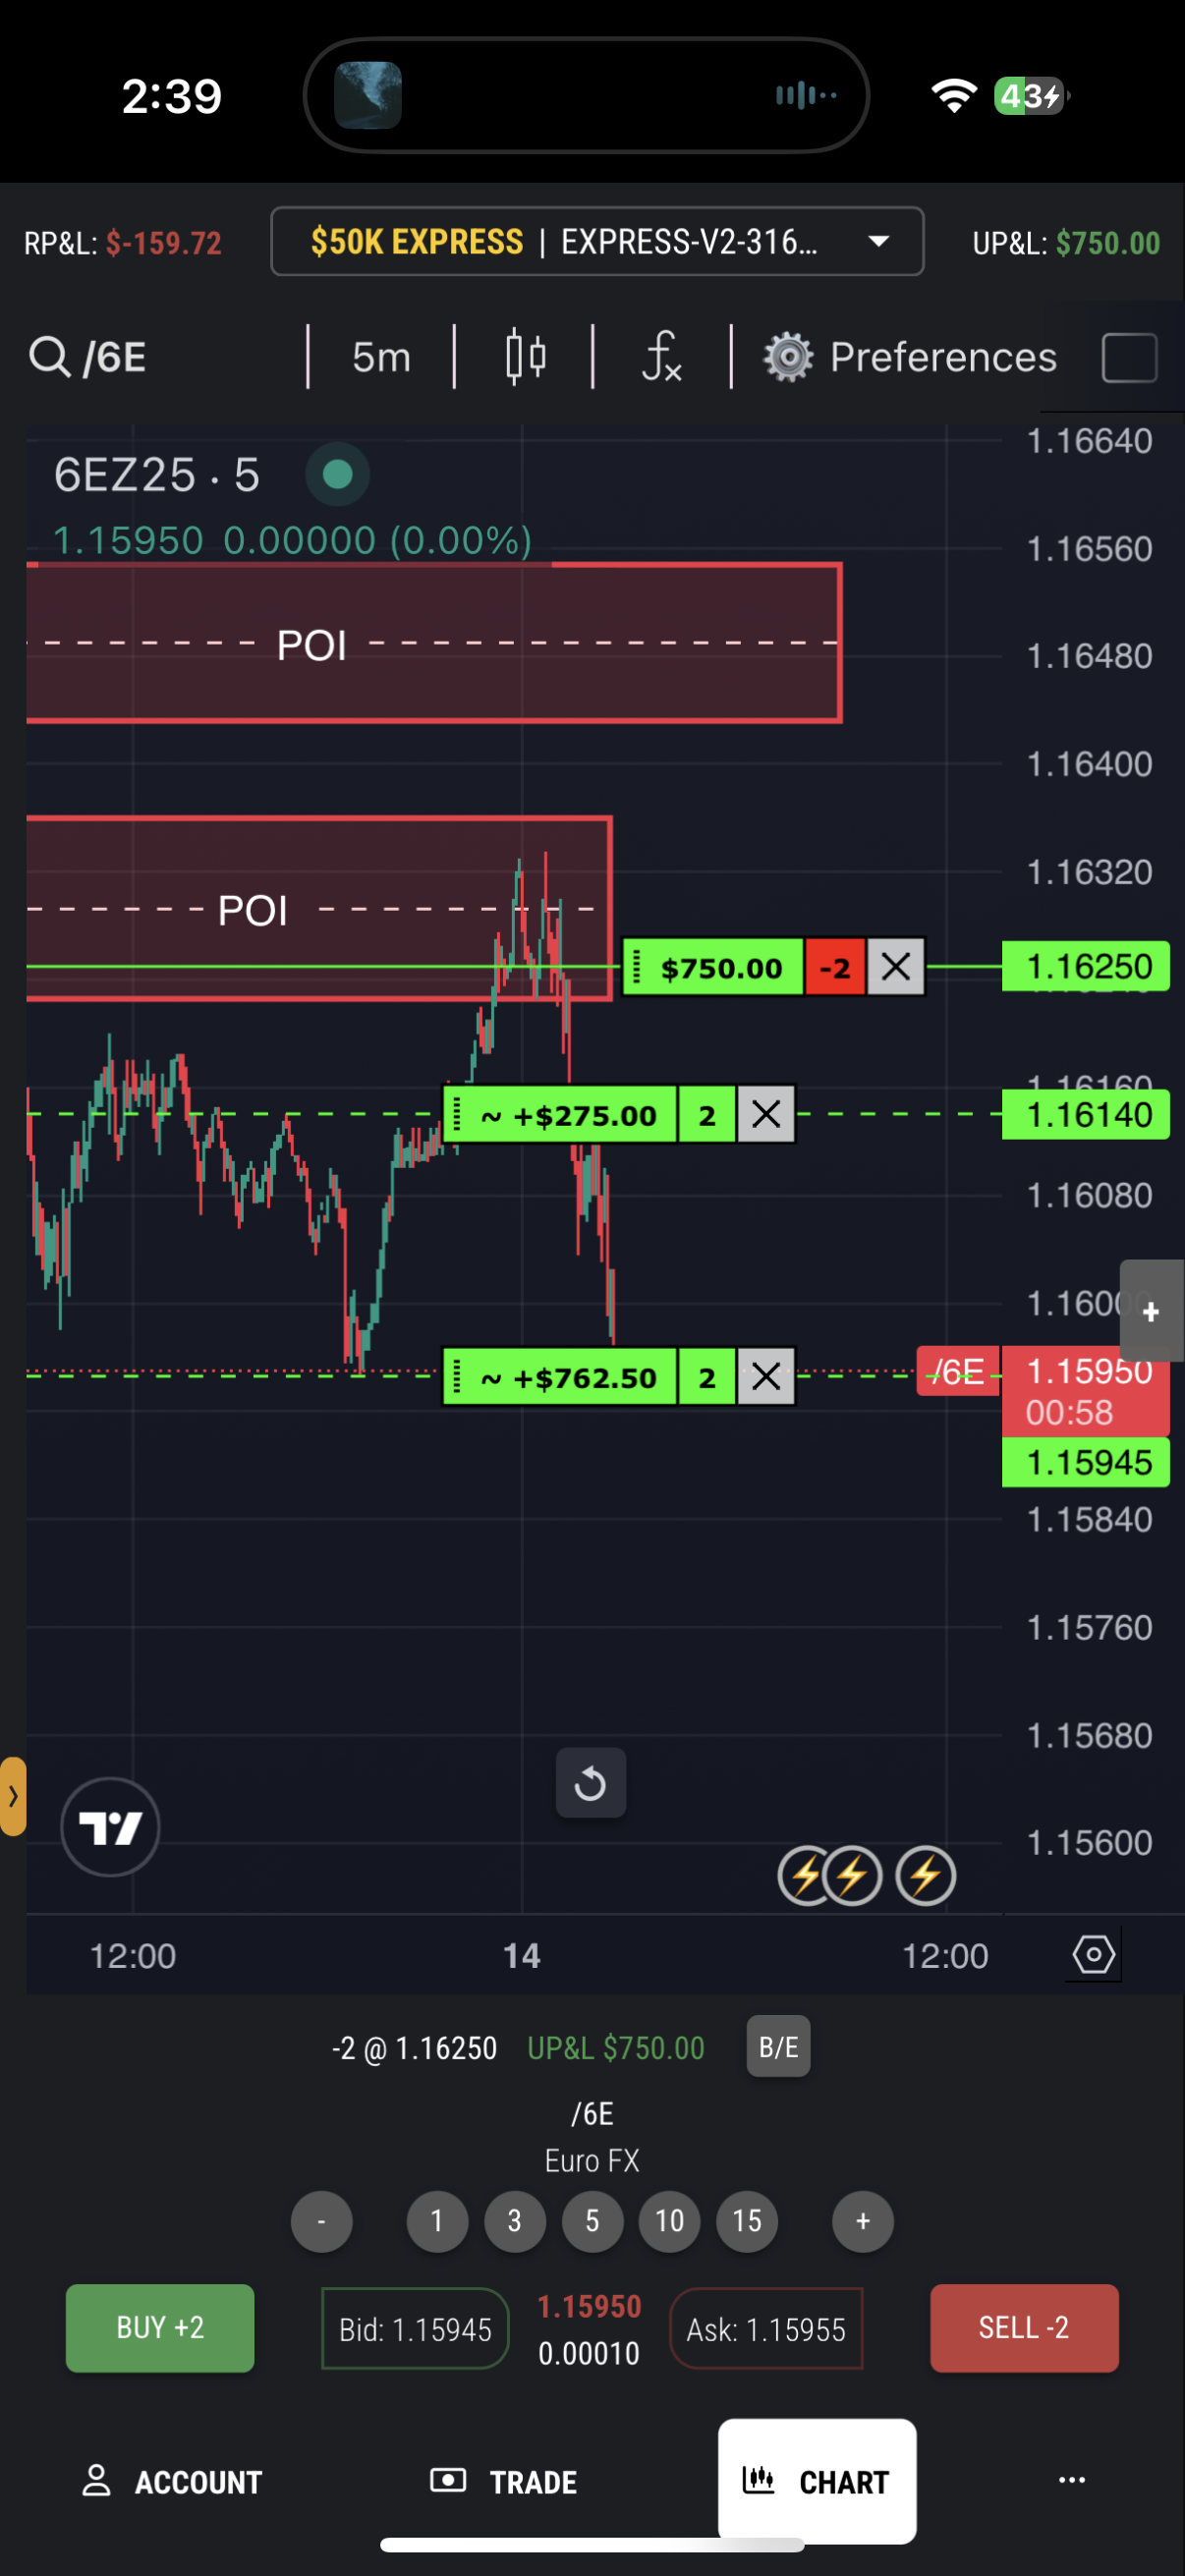 2:39
43
RP&L: $-159.72
$50K EXPRESS | EXPRESS-V2-316...
UP&L: $750.00
/6E
5m
fx
Preferences
6EZ25 · 5
1.15950 0.00000 (0.00%)
1.16640
1.16560
POI
1.16480
1.16400
1.16320
POI
$750.00 -2
1.16250
1.16160
~ +$275.00 2
1.16140
1.16080
1.1600
+
~ +$762.50 2
/6E
1.15950
00:58
1.15945
1.15840
1.15760
1.15680
1.15600
12:00
14
12:00
-2 @ 1.16250 UP&L $750.00 B/E
/6E
Euro FX
- 1 3 5 10 15 +
BUY +2
Bid: 1.15945
1.15950
0.00010
Ask: 1.15955
SELL -2
ACCOUNT
TRADE
CHART
...